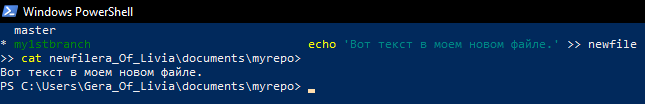 Windows PowerShell
master
* my1stbranch echo 'Вот текст в моем новом файле.' >> newfile
>> cat newfilera_Of_Livia\documents\myrepo>
Вот текст в моем новом файле.
PS C:\Users\Gera_Of_Livia\documents\myrepo>